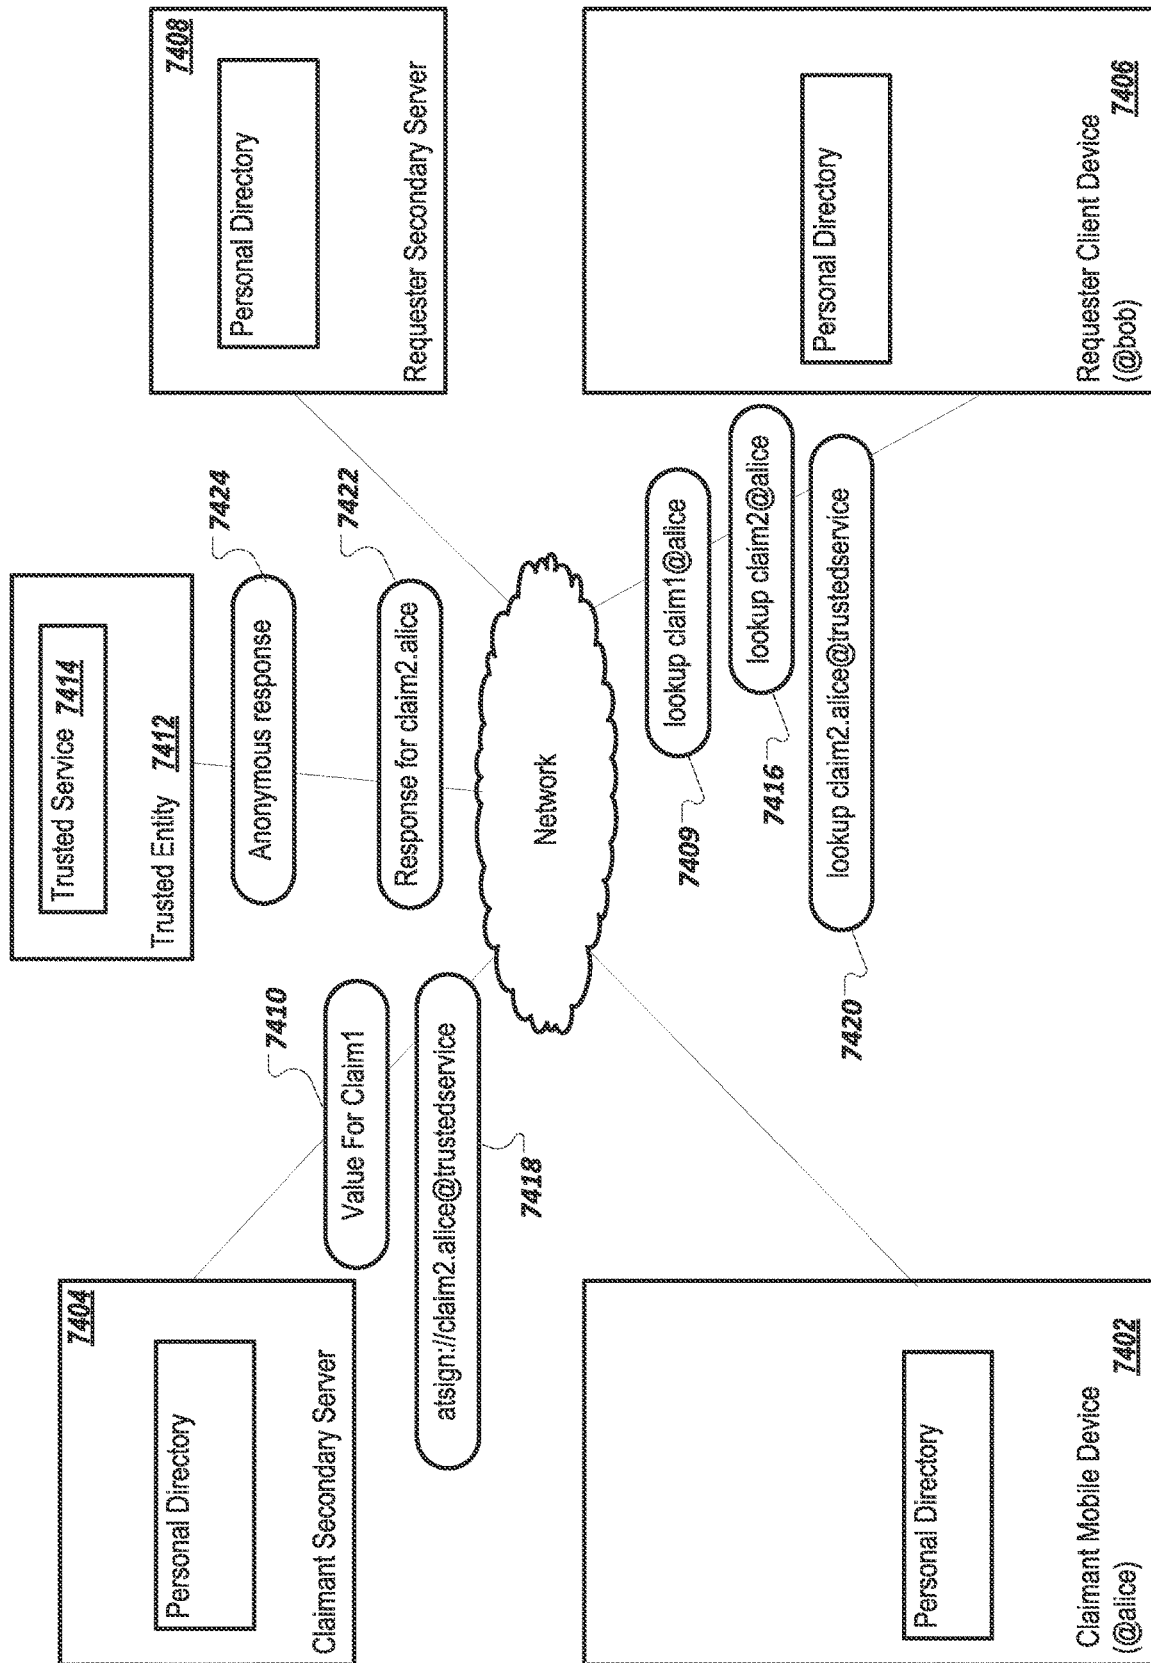 7404
Personal Directory
Claimant Secondary Server
Trusted Service 7414
Trusted Entity 7412
7408
Personal Directory
Requester Secondary Server
7410
Value For Claim1
atsign://claim2.alice@trustedservice
7418
7424
Anonymous response
7422
Response for claim2.alice
Network
lookup claim1@alice
7409
lookup claim2@alice
7416
lookup claim2.alice@trustedservice
7420
Personal Directory
Claimant Mobile Device
(@alice)
7402
Personal Directory
Requester Client Device
(@bob)
7406